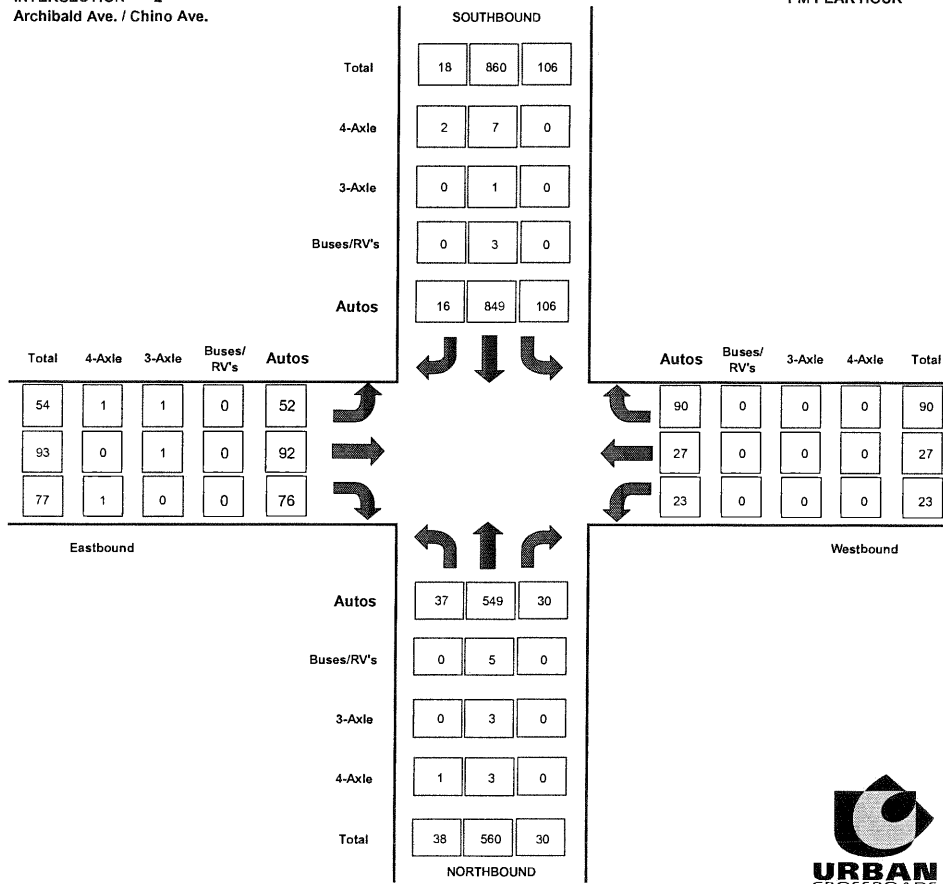 Archibald Ave. / Chino Ave.
SOUTHBOUND
Total 18 860 106
4-Axle 2 7 0
3-Axle 0 1 0
Buses/RV's 0 3 0
Autos 16 849 106
Total 4-Axle 3-Axle Buses/ RV's Autos
54 1 1 0 52
93 0 1 0 92
77 1 0 0 76
Eastbound
Autos Buses/ RV's 3-Axle 4-Axle Total
90 0 0 0 90
27 0 0 0 27
23 0 0 0 23
Westbound
Autos 37 549 30
Buses/RV's 0 5 0
3-Axle 0 3 0
4-Axle 1 3 0
Total 38 560 30
NORTHBOUND
URBAN